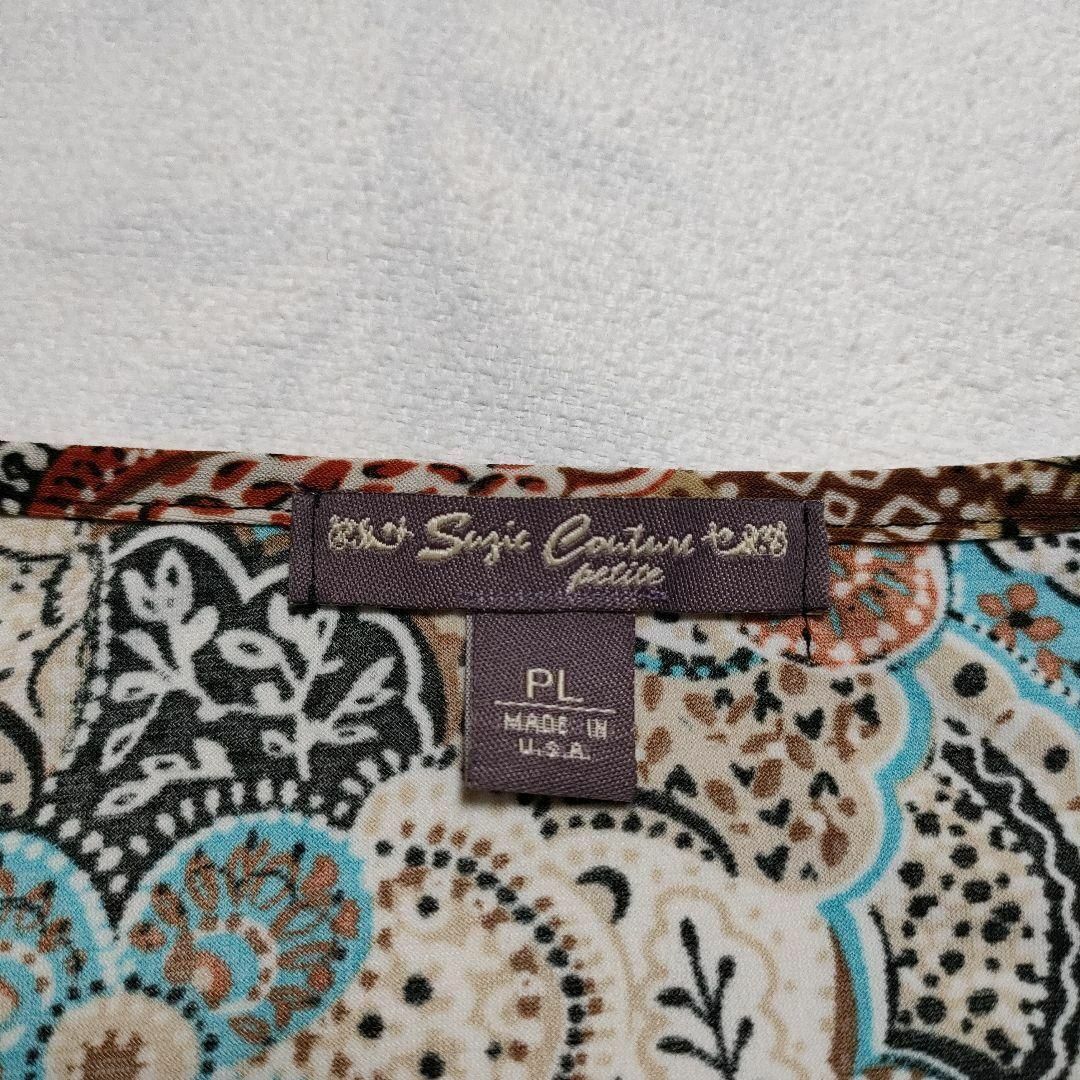 Suzie Couture
petite
PL
MADE IN
U.S.A.